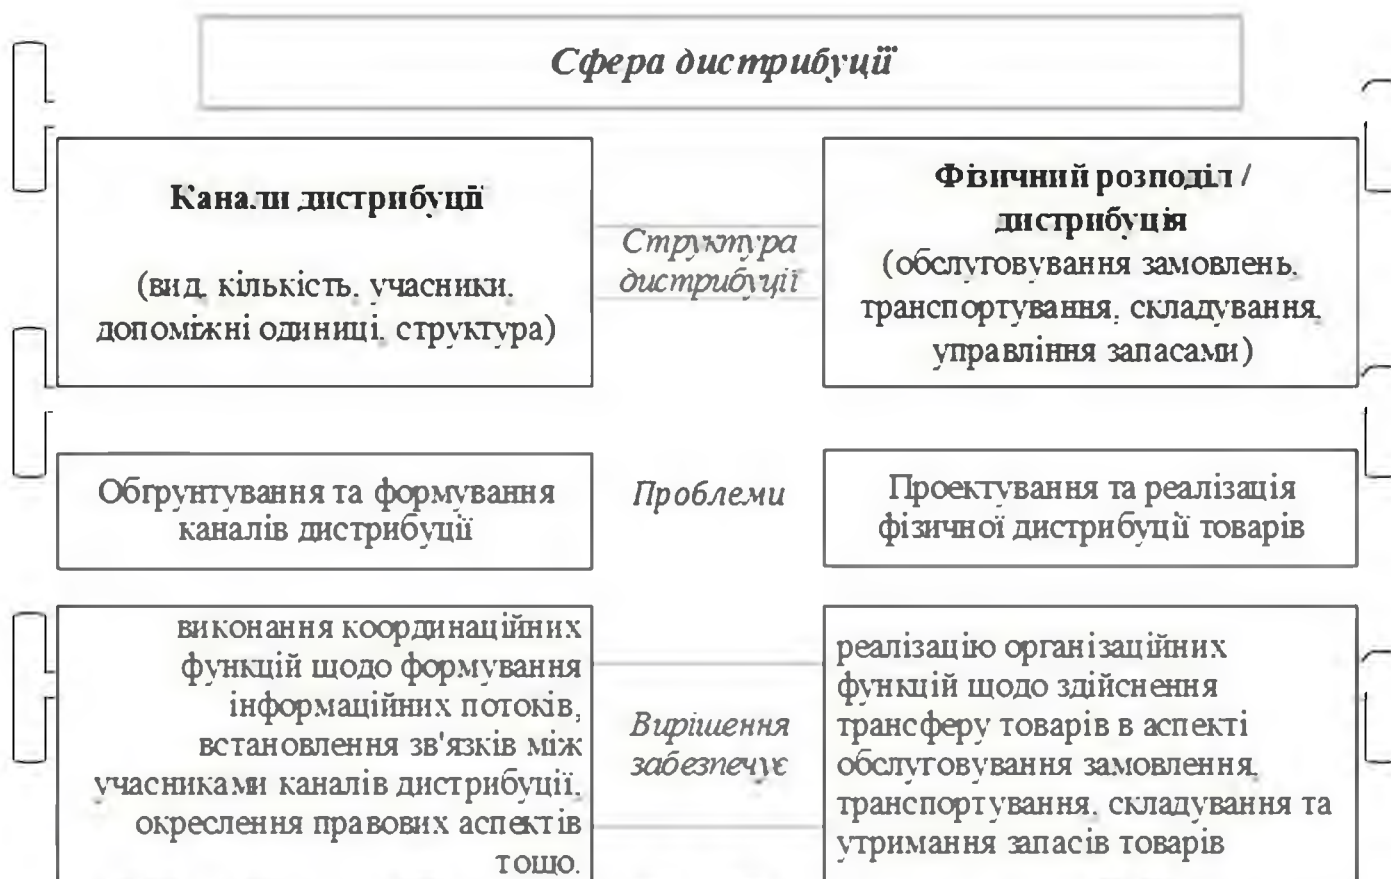 Сфера дистрибуції
Канали дистрибуції
(вид, кількість, учасники,
допоміжні одиниці, структура)
Структура
дистрибуції
Фізичний розподіл /
дистрибуція
(обслуговування замовлень,
транспортування, складування,
управління запасами)
Обґрунтування та формування
каналів дистрибуції
Проблеми
Проектування та реалізація
фізичної дистрибуції товарів
виконання координаційних
функцій щодо формування
інформаційних потоків,
встановлення зв'язків між
учасниками каналів дистрибуції,
окреслення правових аспектів
тощо.
Вирішення
забезпечує
реалізацію організаційних
функцій щодо здійснення
трансферу товарів в аспекті
обслуговування замовлення,
транспортування, складування та
утримання запасів товарів